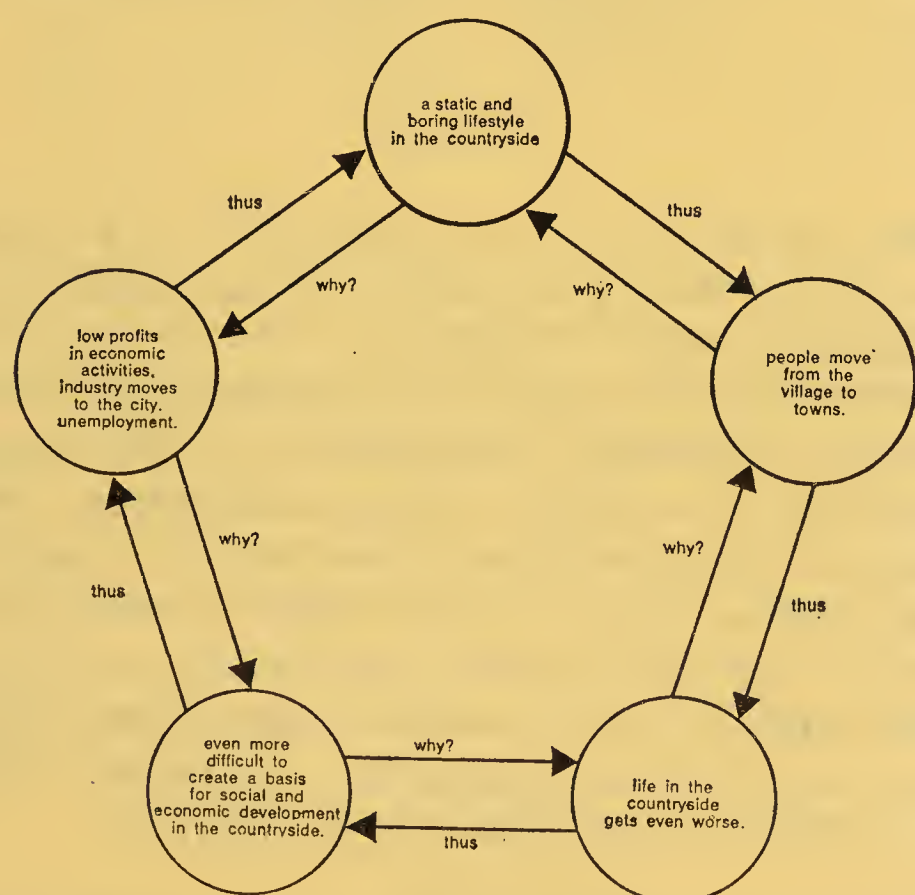 a static and
boring lifestyle
in the countryside
thus
thus
why?
why?
low profits
in economic
activities,
industry moves
to the city.
unemployment.
people move
from the
village to
towns.
why?
why?
thus
thus
even more
difficult to
create a basis
for social and
economic development
in the countryside.
why?
thus
life in the
countryside
gets even worse.